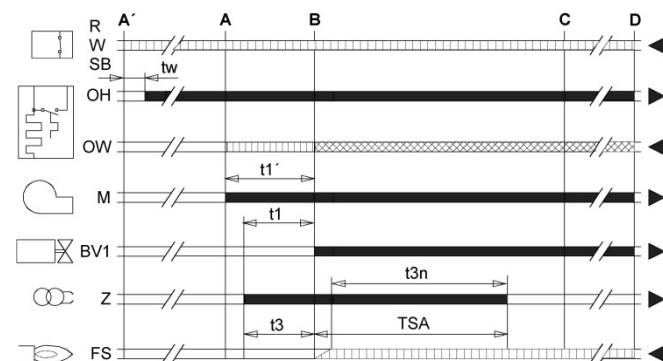 A´ A B C D
R
W
SB tw
OH
OW
t1´
M
t1
BV1
t3n
Z
t3 TSA
FS